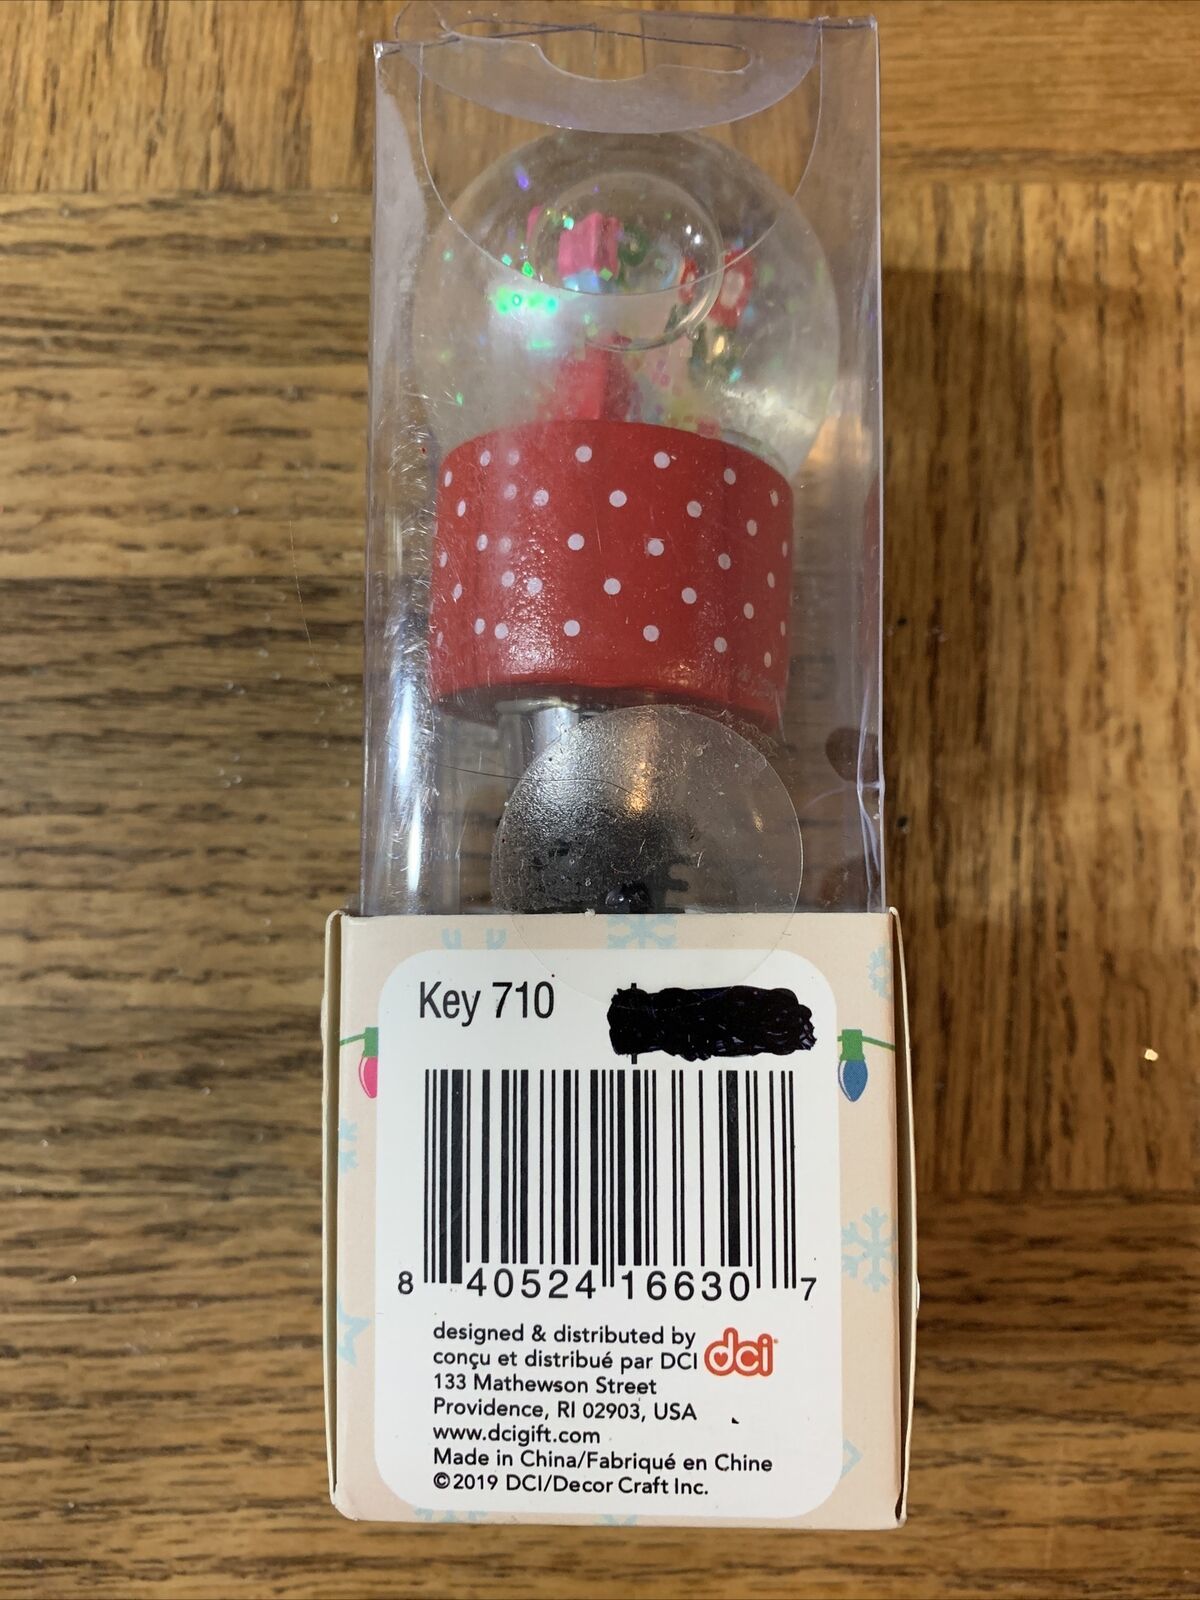 Key 710
8 40524 16630 7
designed & distributed by
conçu et distribué par DCI
dci
133 Mathewson Street
Providence, RI 02903, USA
www.dcigift.com
Made in China/Fabriqué en Chine
©2019 DCI/Decor Craft Inc.